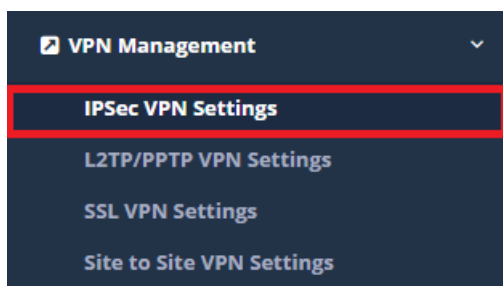 VPN Management
IPSec VPN Settings
L2TP/PPTP VPN Settings
SSL VPN Settings
Site to Site VPN Settings